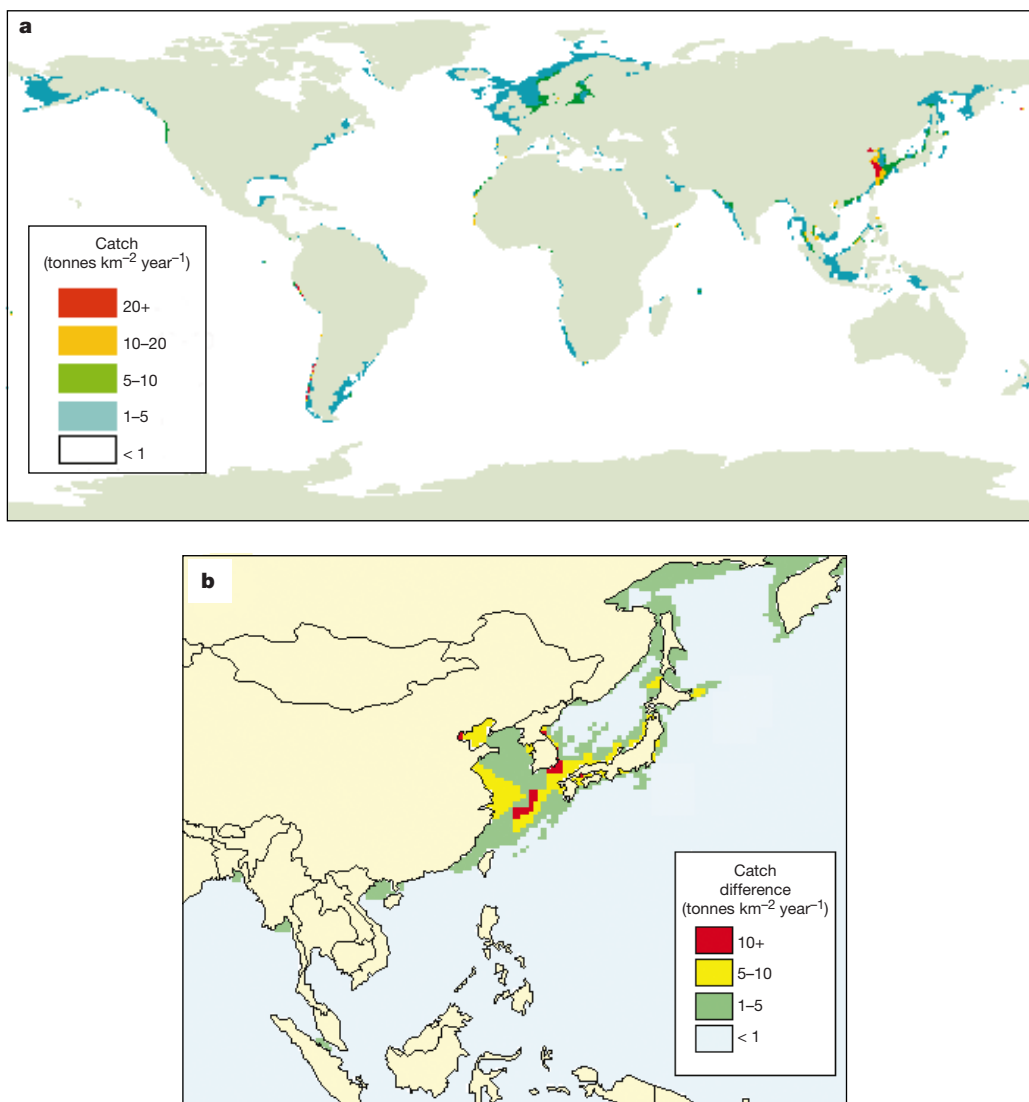 a
Catch
(tonnes km⁻² year⁻¹)
20+
10–20
5–10
1–5
< 1
b
Catch
difference
(tonnes km⁻² year⁻¹)
10+
5–10
1–5
< 1